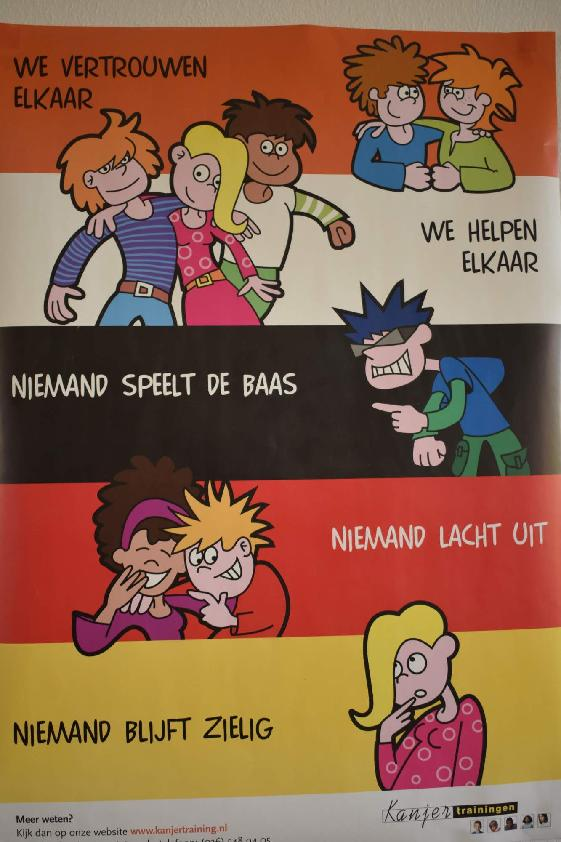 WE VERTROUWEN
ELKAAR
WE HELPEN
ELKAAR
NIEMAND SPEELT DE BAAS
NIEMAND LACHT UIT
NIEMAND BLIJFT ZIELIG
Meer weten?
Kijk dan op onze website www.kanjertraining.nl
Kanjer trainingen